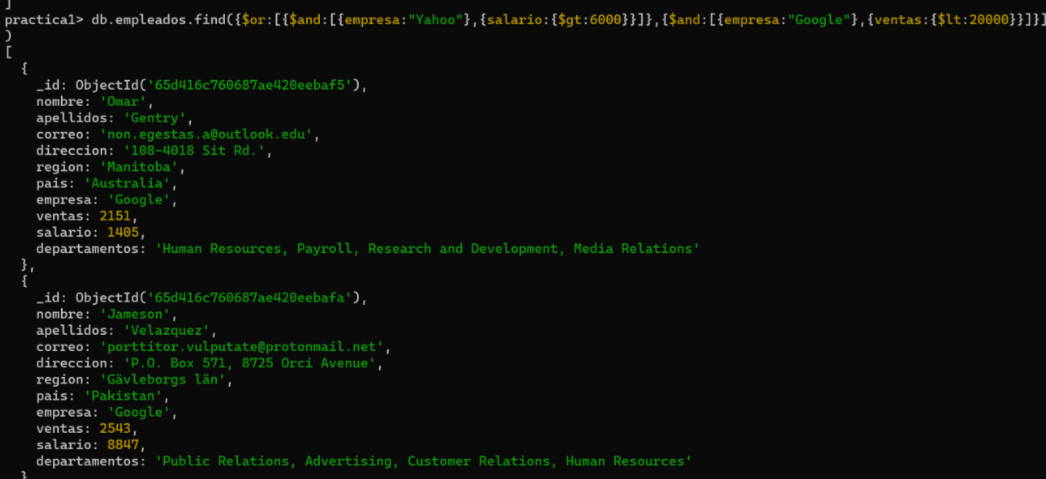 ]
practica1> db.empleados.find({$or:[{$and:[{empresa:"Yahoo"},{salario:{$gt:6000}}]},{$and:[{empresa:"Google"},{ventas:{$lt:20000}}]}]
)
[
  {
    _id: ObjectId('65d416c760687ae420eebaf5'),
    nombre: 'Omar',
    apellidos: 'Gentry',
    correo: 'non.egestas.a@outlook.edu',
    direccion: '108-4018 Sit Rd.',
    region: 'Manitoba',
    pais: 'Australia',
    empresa: 'Google',
    ventas: 2151,
    salario: 1405,
    departamentos: 'Human Resources, Payroll, Research and Development, Media Relations'
  },
  {
    _id: ObjectId('65d416c760687ae420eebafa'),
    nombre: 'Jameson',
    apellidos: 'Velazquez',
    correo: 'porttitor.vulputate@protonmail.net',
    direccion: 'P.O. Box 571, 8725 Orci Avenue',
    region: 'Gävleborgs län',
    pais: 'Pakistan',
    empresa: 'Google',
    ventas: 2543,
    salario: 8847,
    departamentos: 'Public Relations, Advertising, Customer Relations, Human Resources'
  }